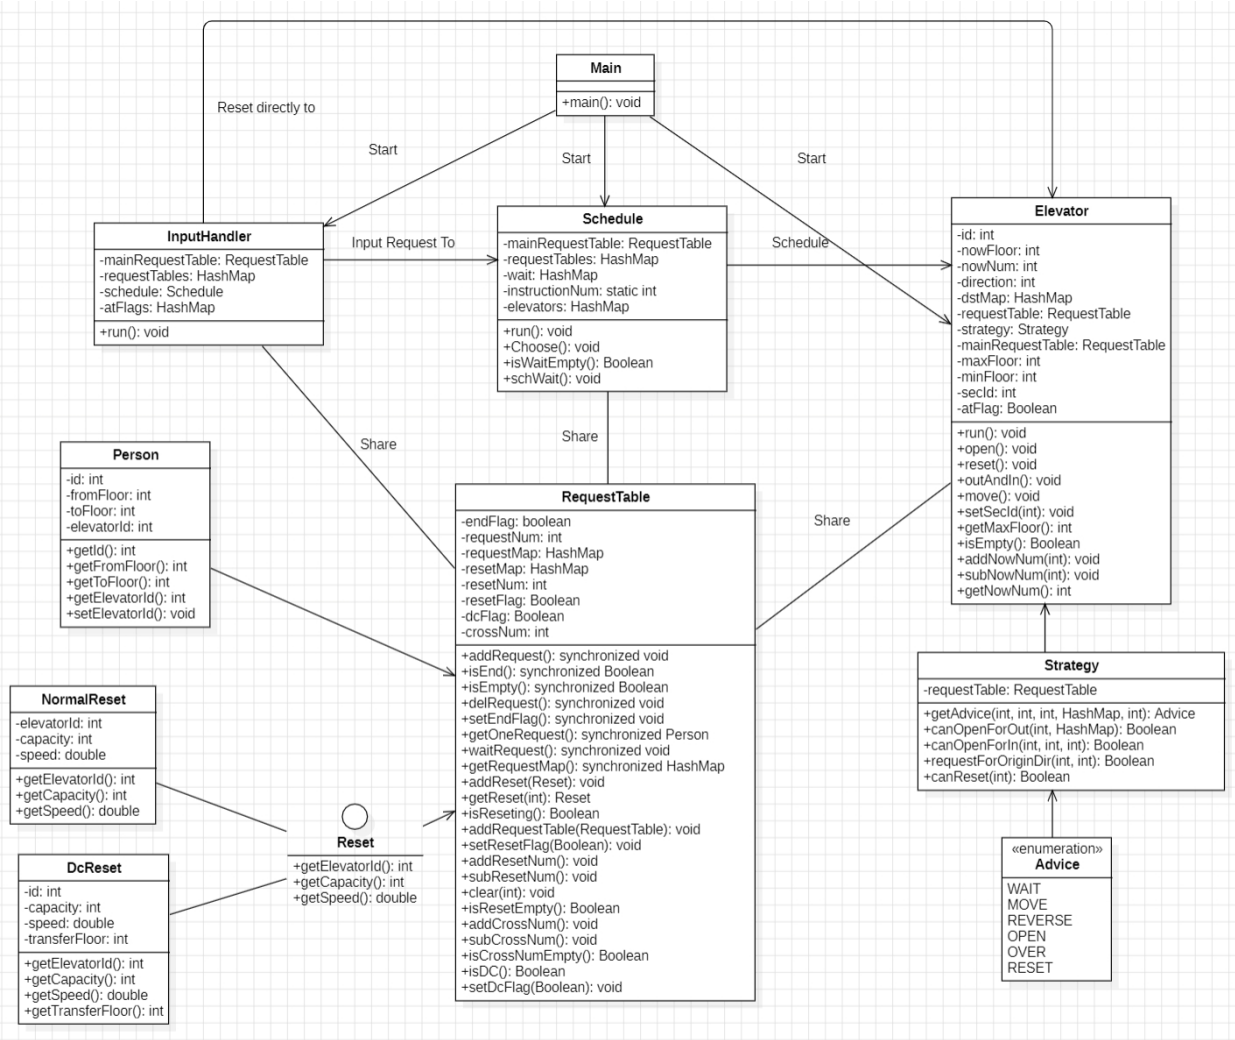 Main
+main(): void
Reset directly to
Start
Start
Start
InputHandler
-mainRequestTable: RequestTable
-requestTables: HashMap
-schedule: Schedule
-atFlags: HashMap
+run(): void
Input Request To
Schedule
-mainRequestTable: RequestTable
-requestTables: HashMap
-wait: HashMap
-instructionNum: static int
-elevators: HashMap
+run(): void
+Choose(): void
+isWaitEmpty(): Boolean
+schWait(): void
Schedule
Elevator
-id: int
-nowFloor: int
-nowNum: int
-direction: int
-dstMap: HashMap
-requestTable: RequestTable
-strategy: Strategy
-mainRequestTable: RequestTable
-maxFloor: int
-minFloor: int
-secId: int
-atFlag: Boolean
+run(): void
+open(): void
+reset(): void
+outAndIn(): void
+move(): void
+setSecId(int): void
+getMaxFloor(): int
+isEmpty(): Boolean
+addNowNum(int): void
+subNowNum(int): void
+getNowNum(): int
Share
Share
Share
Person
-id: int
-fromFloor: int
-toFloor: int
-elevatorId: int
+getId(): int
+getFromFloor(): int
+getToFloor(): int
+getElevatorId(): int
+setElevatorId(): void
RequestTable
-endFlag: boolean
-requestNum: int
-requestMap: HashMap
-resetMap: HashMap
-resetNum: int
-resetFlag: Boolean
-dcFlag: Boolean
-crossNum: int
+addRequest(): synchronized void
+isEnd(): synchronized Boolean
+isEmpty(): synchronized Boolean
+delRequest(): synchronized void
+setEndFlag(): synchronized void
+getOneRequest(): synchronized Person
+waitRequest(): synchronized void
+getRequestMap(): synchronized HashMap
+addReset(Reset): void
+getReset(int): Reset
+isReseting(): Boolean
+addRequestTable(RequestTable): void
+setResetFlag(Boolean): void
+addResetNum(): void
+subResetNum(): void
+clear(int): void
+isResetEmpty(): Boolean
+addCrossNum(): void
+subCrossNum(): void
+isCrossNumEmpty(): Boolean
+isDC(): Boolean
+setDcFlag(Boolean): void
NormalReset
-elevatorId: int
-capacity: int
-speed: double
+getElevatorId(): int
+getCapacity(): int
+getSpeed(): double
Reset
+getElevatorId(): int
+getCapacity(): int
+getSpeed(): double
DcReset
-id: int
-capacity: int
-speed: double
-transferFloor: int
+getElevatorId(): int
+getCapacity(): int
+getSpeed(): double
+getTransferFloor(): int
Strategy
-requestTable: RequestTable
+getAdvice(int, int, int, HashMap, int): Advice
+canOpenForOut(int, HashMap): Boolean
+canOpenForIn(int, int, int): Boolean
+requestForOriginDir(int, int): Boolean
+canReset(int): Boolean
«enumeration»
Advice
WAIT
MOVE
REVERSE
OPEN
OVER
RESET